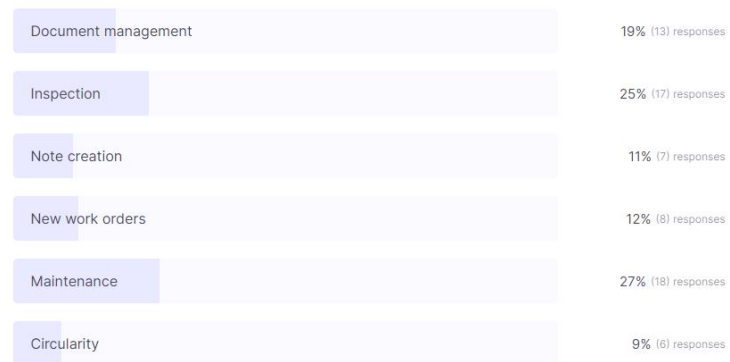 Document management 19% (13) responses
Inspection 25% (17) responses
Note creation 11% (7) responses
New work orders 12% (8) responses
Maintenance 27% (18) responses
Circularity 9% (6) responses